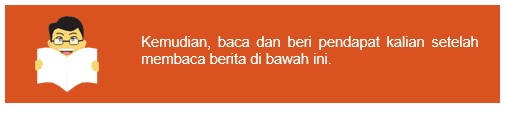 Kemudian, baca dan beri pendapat kalian setelah
membaca berita di bawah ini.